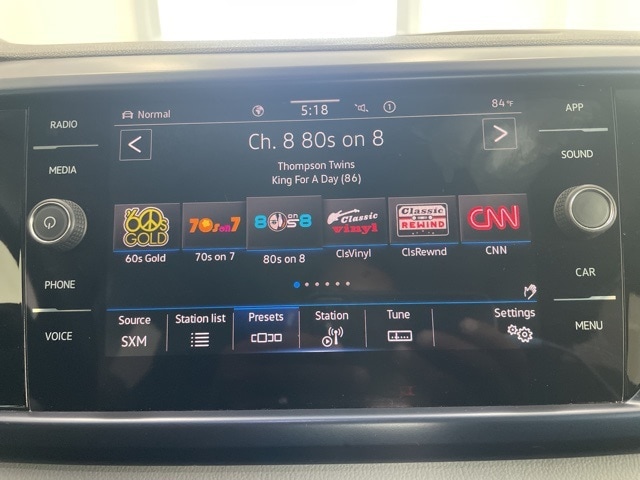 RADIO
MEDIA
PHONE
VOICE
Normal
5:18
1
84°F
Ch. 8 80s on 8
Thompson Twins
King For A Day (86)
< >
'60s GOLD
70s on 7
80s on 8
Classic vinyl
Classic REWIND
CNN
60s Gold
70s on 7
80s on 8
ClsVinyl
ClsRewnd
CNN
Source
SXM
Station list
Presets
Station
Tune
Settings
APP
SOUND
CAR
MENU